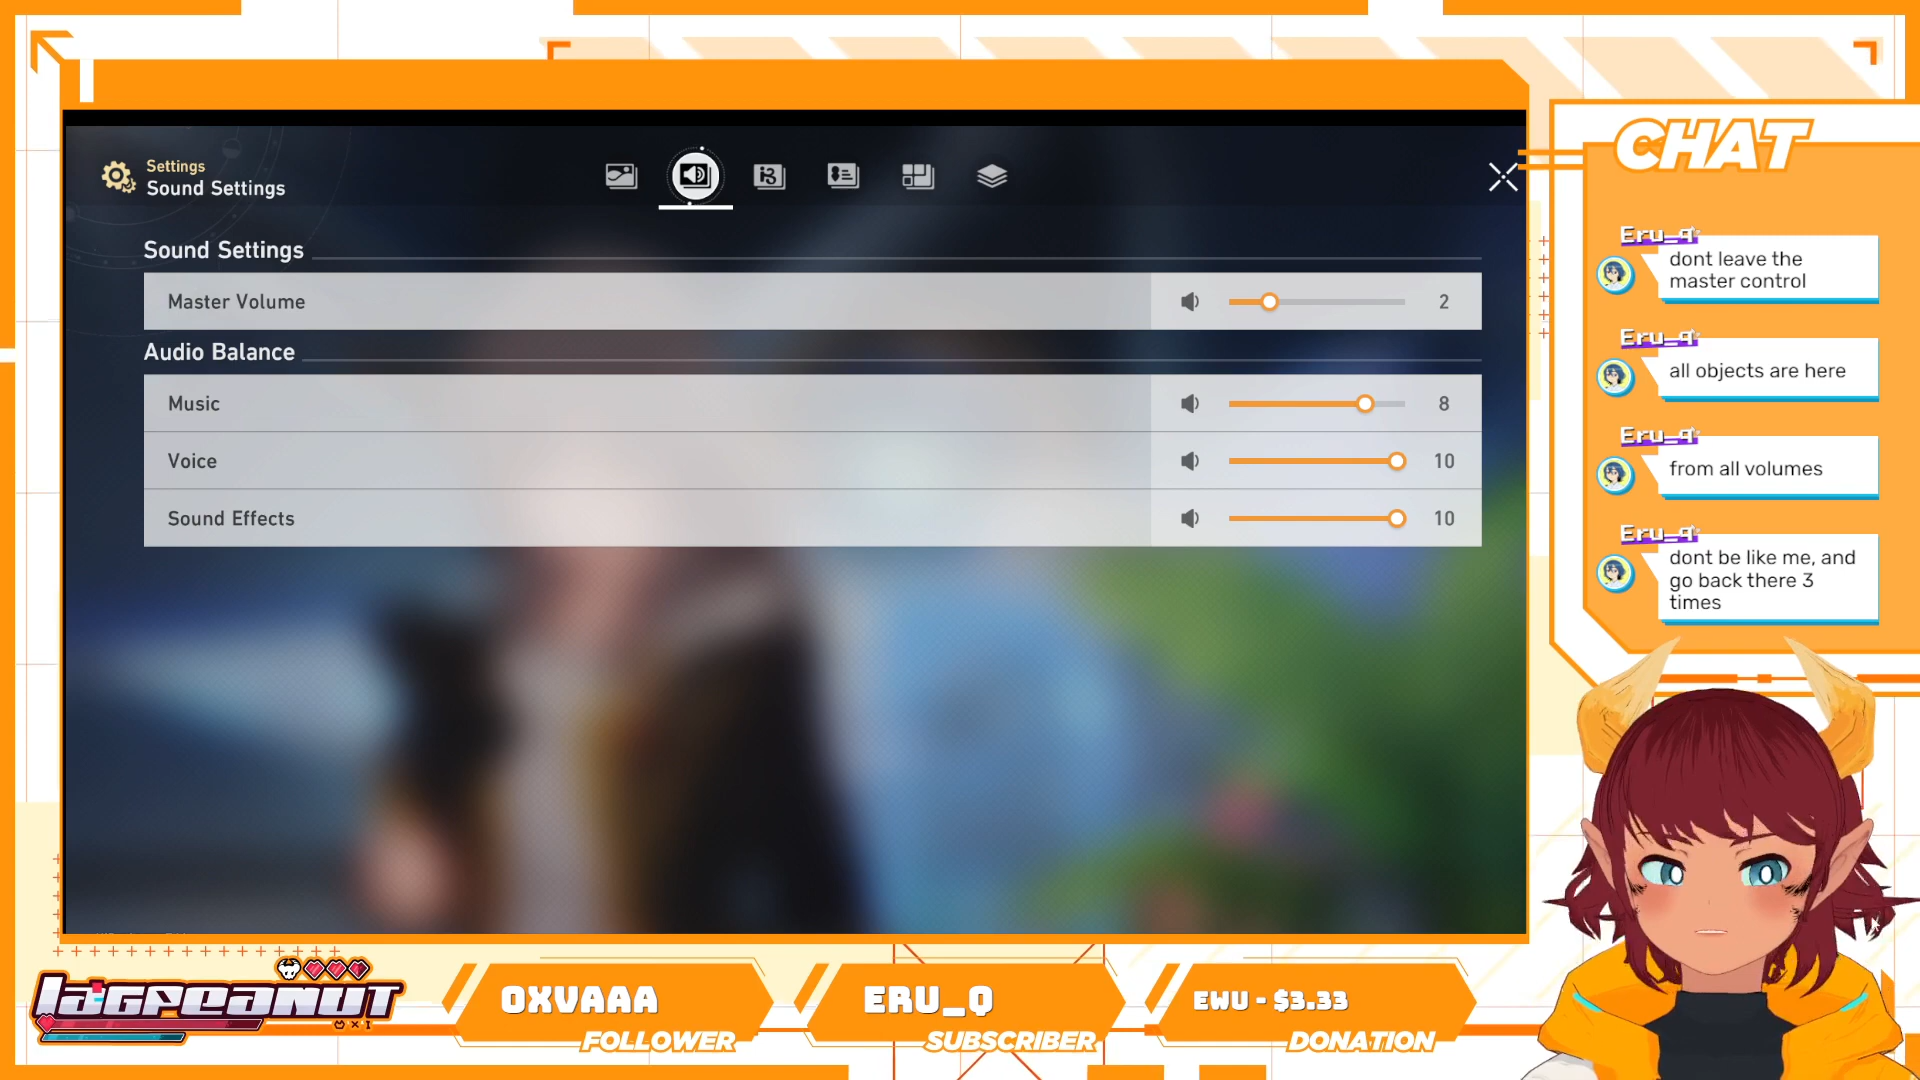 CHAT
Settings
Sound Settings
Sound Settings
Master Volume
2
Audio Balance
Music
8
Voice
10
Sound Effects
10
Eru_q:
dont leave the
master control
Eru_q:
all objects are here
Eru_q:
from all volumes
Eru_q:
dont be like me, and
go back there 3
times
lagpeanut
OXVAAA
FOLLOWER
ERU_Q
SUBSCRIBER
EWU - $3.33
DONATION